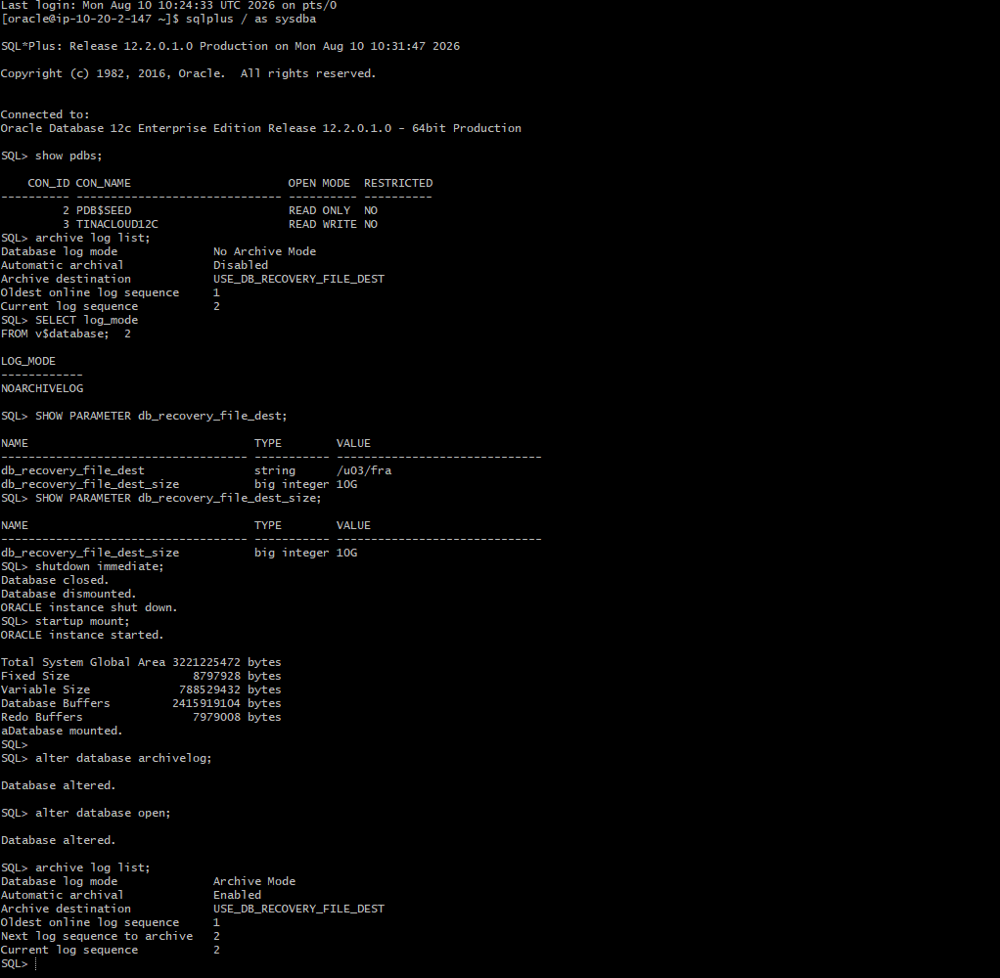 Last login: Mon Aug 10 10:24:33 UTC 2026 on pts/0
[oracle@ip-10-20-2-147 ~]$ sqlplus / as sysdba

SQL*Plus: Release 12.2.0.1.0 Production on Mon Aug 10 10:31:47 2026

Copyright (c) 1982, 2016, Oracle.  All rights reserved.


Connected to:
Oracle Database 12c Enterprise Edition Release 12.2.0.1.0 - 64bit Production

SQL> show pdbs;

    CON_ID CON_NAME                       OPEN MODE  RESTRICTED
---------- ------------------------------ ---------- ----------
         2 PDB$SEED                       READ ONLY  NO
         3 TINACLOUD12C                   READ WRITE NO
SQL> archive log list;
Database log mode              No Archive Mode
Automatic archival             Disabled
Archive destination            USE_DB_RECOVERY_FILE_DEST
Oldest online log sequence     1
Current log sequence           2
SQL> SELECT log_mode
FROM v$database;  2

LOG_MODE
------------
NOARCHIVELOG

SQL> SHOW PARAMETER db_recovery_file_dest;

NAME                                 TYPE        VALUE
------------------------------------ ----------- ------------------------------
db_recovery_file_dest                string      /u03/fra
db_recovery_file_dest_size           big integer 10G
SQL> SHOW PARAMETER db_recovery_file_dest_size;

NAME                                 TYPE        VALUE
------------------------------------ ----------- ------------------------------
db_recovery_file_dest_size           big integer 10G
SQL> shutdown immediate;
Database closed.
Database dismounted.
ORACLE instance shut down.
SQL> startup mount;
ORACLE instance started.

Total System Global Area 3221225472 bytes
Fixed Size                  8797928 bytes
Variable Size             788529432 bytes
Database Buffers         2415919104 bytes
Redo Buffers                7979008 bytes
aDatabase mounted.
SQL>
SQL> alter database archivelog;

Database altered.

SQL> alter database open;

Database altered.

SQL> archive log list;
Database log mode              Archive Mode
Automatic archival             Enabled
Archive destination            USE_DB_RECOVERY_FILE_DEST
Oldest online log sequence     1
Next log sequence to archive   2
Current log sequence           2
SQL>